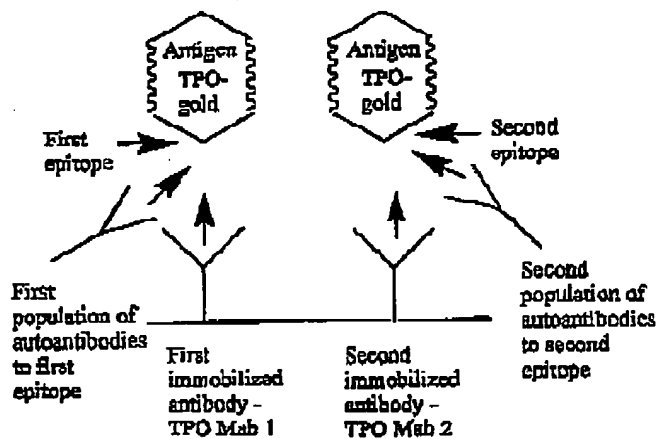 Antigen
TPO-
gold
Antigen
TPO-
gold
First
epitope
Second
epitope
First
population of
autoantibodies
to first
epitope
First
immobilized
antibody –
TPO Mab 1
Second
immobilized
antibody –
TPO Mab 2
Second
population of
autoantibodies
to second
epitope